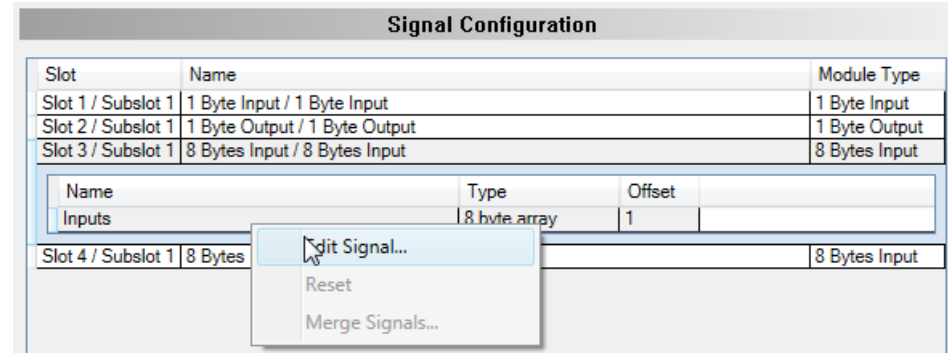 Signal Configuration
Slot Name Module Type
Slot 1 / Subslot 1 1 Byte Input / 1 Byte Input 1 Byte Input
Slot 2 / Subslot 1 1 Byte Output / 1 Byte Output 1 Byte Output
Slot 3 / Subslot 1 8 Bytes Input / 8 Bytes Input 8 Bytes Input
Name Type Offset
Inputs 8 byte array 1
Edit Signal...
Slot 4 / Subslot 1 8 Bytes 8 Bytes Input
Reset
Merge Signals...